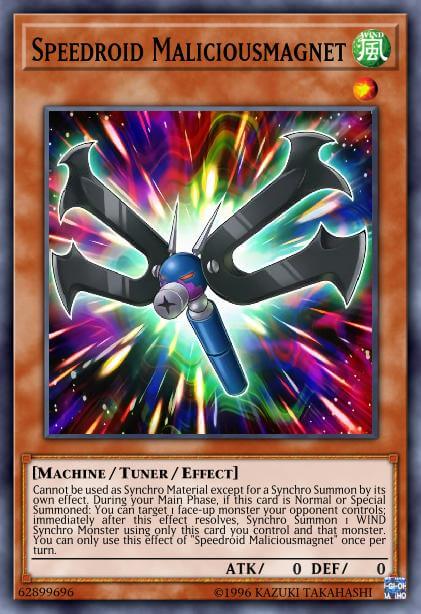 SPEEDROID MALICIOUSMAGNET
WIND
風
[MACHINE / TUNER / EFFECT]
Cannot be used as Synchro Material except for a Synchro Summon by its
own effect. During your Main Phase, if this card is Normal or Special
Summoned: You can target 1 face-up monster your opponent controls;
immediately after this effect resolves, Synchro Summon 1 WIND
Synchro Monster using only this card you control and that monster.
You can only use this effect of "Speedroid Maliciousmagnet" once per
turn.
ATK/ 0 DEF/ 0
62899696
©1996 KAZUKI TAKAHASHI